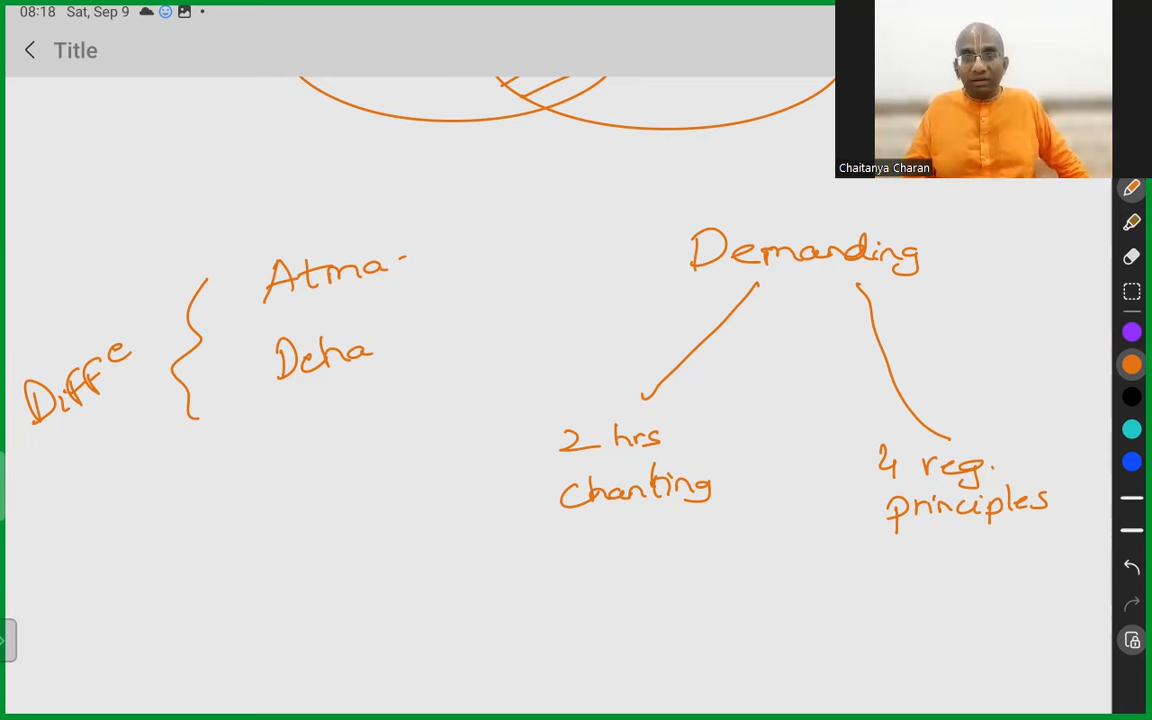 08:18 Sat, Sep 9
Title
Chaitanya Charan
Diffe
Atma
Deha
Demanding
2 hrs
chanting
4 reg.
principles